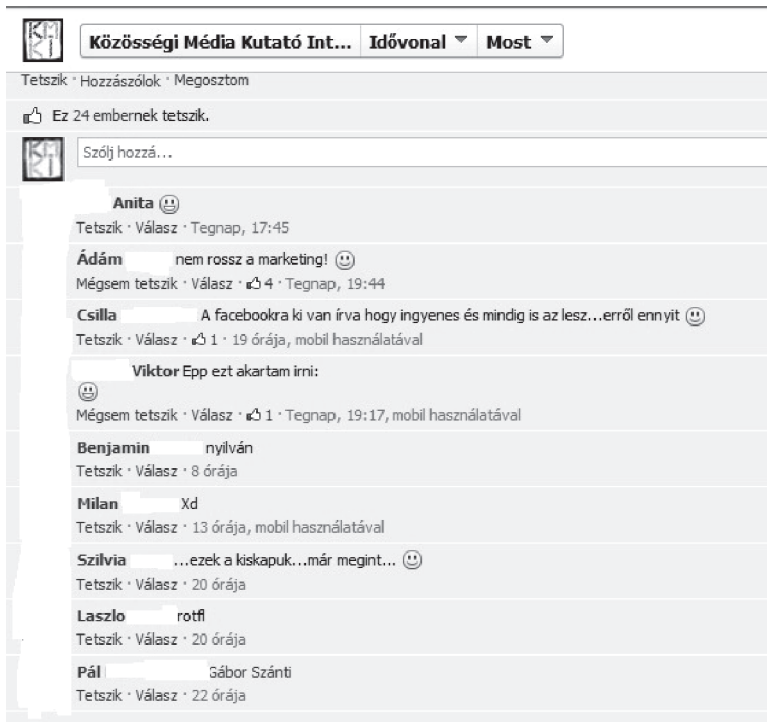 KM
KI
Közösségi Média Kutató Int... Idővonal Most
Tetszik · Hozzászólok · Megosztom
Ez 24 embernek tetszik.
KM
KI
Szólj hozzá...
Anita
Tetszik · Válasz · Tegnap, 17:45
Ádám nem rossz a marketing!
Mégsem tetszik · Válasz · 4 · Tegnap, 19:44
Csilla A facebookra ki van írva hogy ingyenes és mindig is az lesz...erről ennyit
Tetszik · Válasz · 1 · 19 órája, mobil használatával
Viktor Epp ezt akartam irni:
Mégsem tetszik · Válasz · 1 · Tegnap, 19:17, mobil használatával
Benjamin nyilván
Tetszik · Válasz · 8 órája
Milan Xd
Tetszik · Válasz · 13 órája, mobil használatával
Szilvia ...ezek a kiskapuk...már megint...
Tetszik · Válasz · 20 órája
Laszlo rotfl
Tetszik · Válasz · 20 órája
Pál Gábor Szánti
Tetszik · Válasz · 22 órája